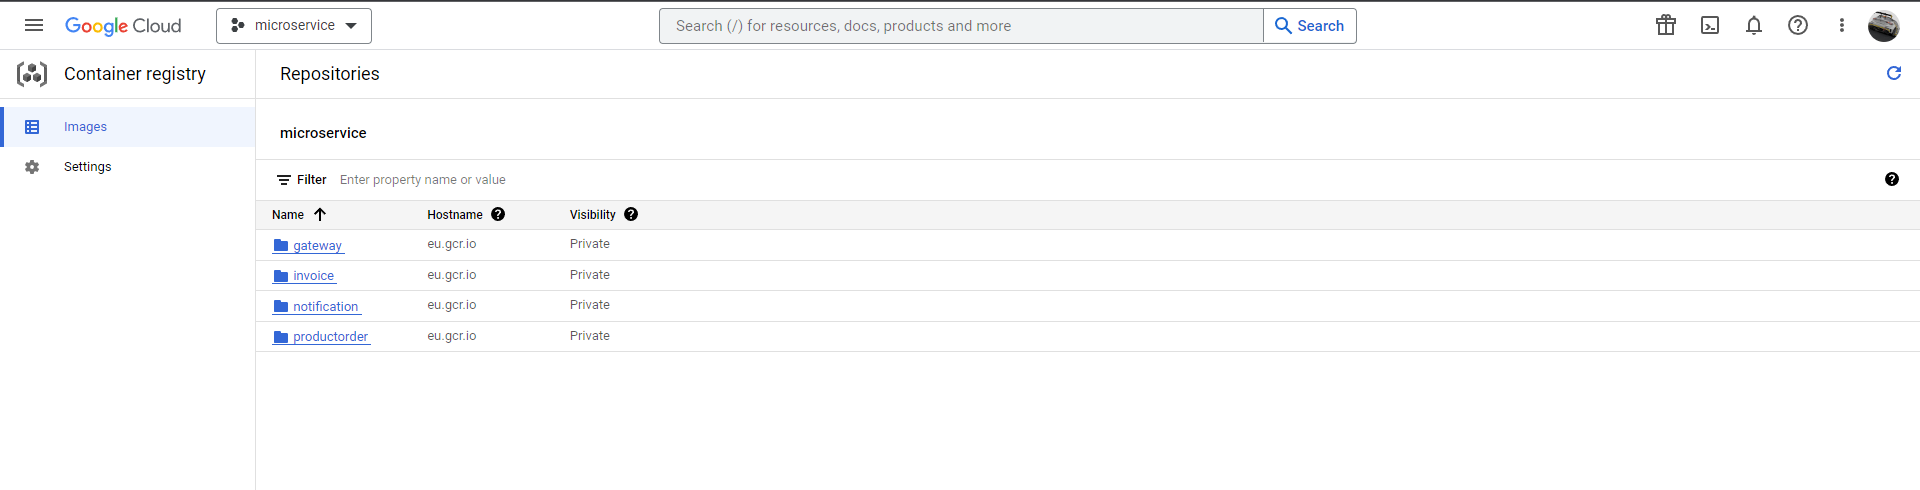 Google Cloud microservice Search (/) for resources, docs, products and more Search
Container registry Repositories
Images
Settings
microservice
Filter Enter property name or value
Name Hostname Visibility
gateway eu.gcr.io Private
invoice eu.gcr.io Private
notification eu.gcr.io Private
productorder eu.gcr.io Private